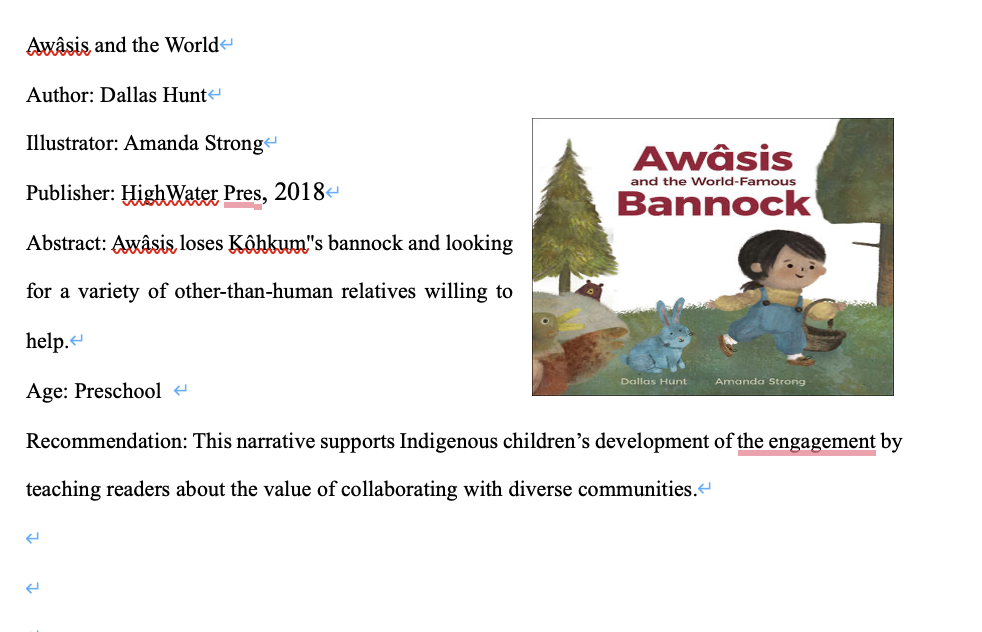 Awâsis and the World
Author: Dallas Hunt
Illustrator: Amanda Strong
Publisher: HighWater Pres, 2018
Abstract: Awâsis loses Kôhkum"s bannock and looking
for a variety of other-than-human relatives willing to
help.
Age: Preschool
Awâsis
and the World-Famous
Bannock
Dallas Hunt Amanda Strong
Recommendation: This narrative supports Indigenous children’s development of the engagement by
teaching readers about the value of collaborating with diverse communities.